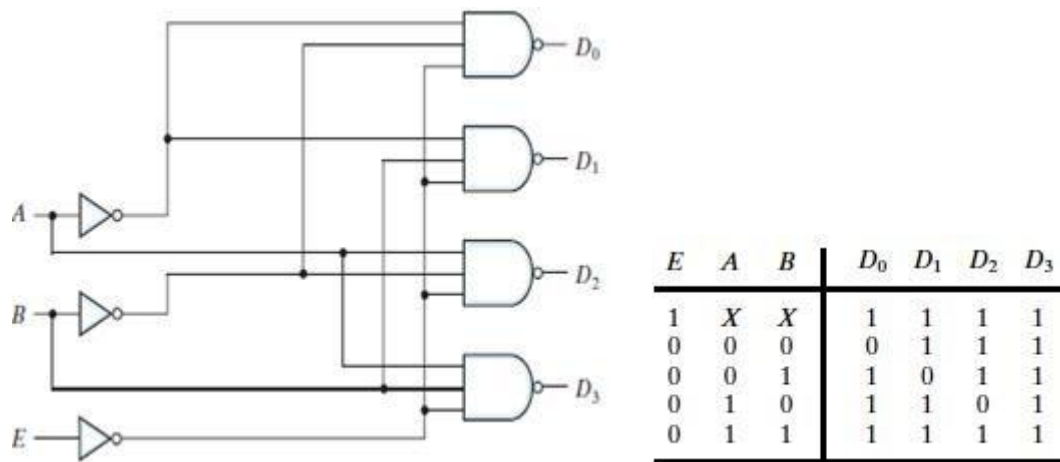 D₀
D₁
A
D₂
B
D₃
E
E A B D₀ D₁ D₂ D₃
1 X X 1 1 1 1
0 0 0 0 1 1 1
0 0 1 1 0 1 1
0 1 0 1 1 0 1
0 1 1 1 1 1 1